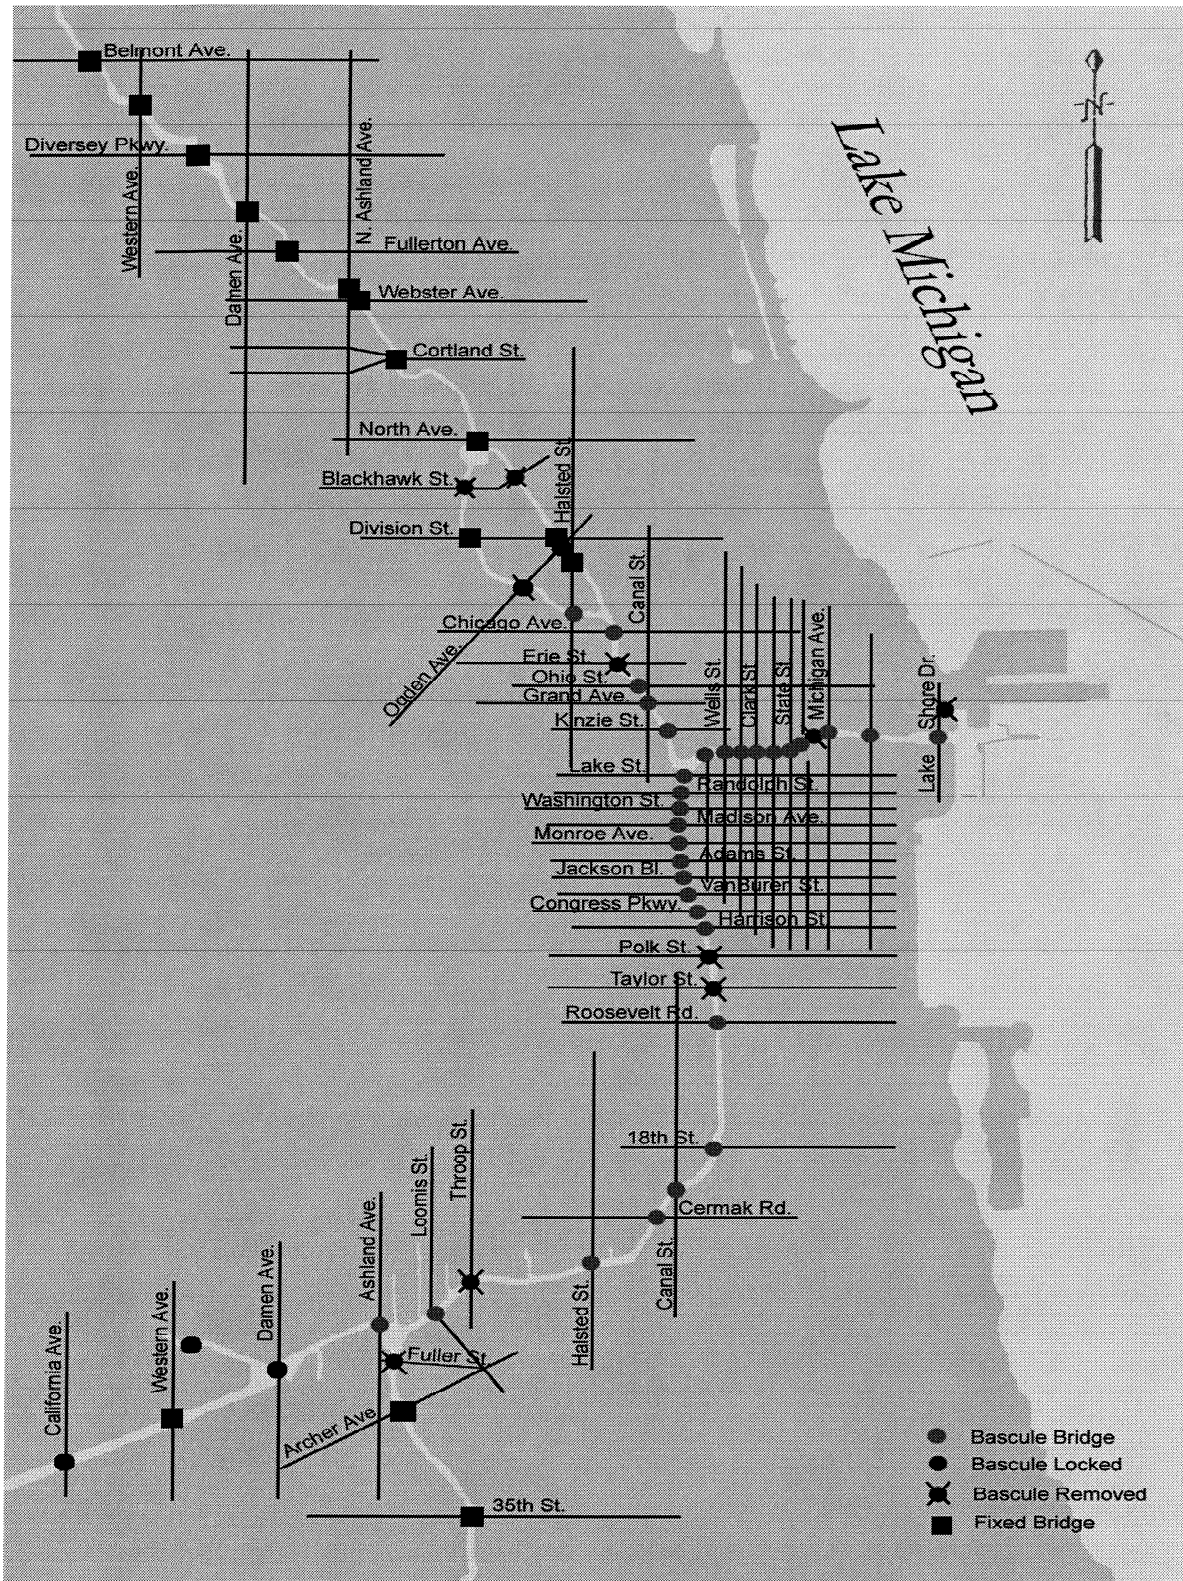 Belmont Ave.
Diversey Pkwy.
Western Ave.
Damen Ave.
N. Ashland Ave.
Fullerton Ave.
Webster Ave.
Cortland St.
North Ave.
Blackhawk St.
Halsted St.
Division St.
Ogden Ave.
Canal St.
Chicago Ave.
Erie St.
Ohio St.
Grand Ave.
Kinzie St.
Wells St.
Clark St.
State St.
Michigan Ave.
Lake Shore Dr.
Lake Michigan
N
Lake St.
Randolph St.
Washington St.
Madison Ave.
Monroe Ave.
Adams St.
Jackson Bl.
VanBuren St.
Congress Pkwy.
Harrison St.
Polk St.
Taylor St.
Roosevelt Rd.
18th St.
Cermak Rd.
Canal St.
Halsted St.
Throop St.
Loomis St.
Ashland Ave.
Damen Ave.
Western Ave.
California Ave.
Fuller St.
Archer Ave.
35th St.
Bascule Bridge
Bascule Locked
Bascule Removed
Fixed Bridge